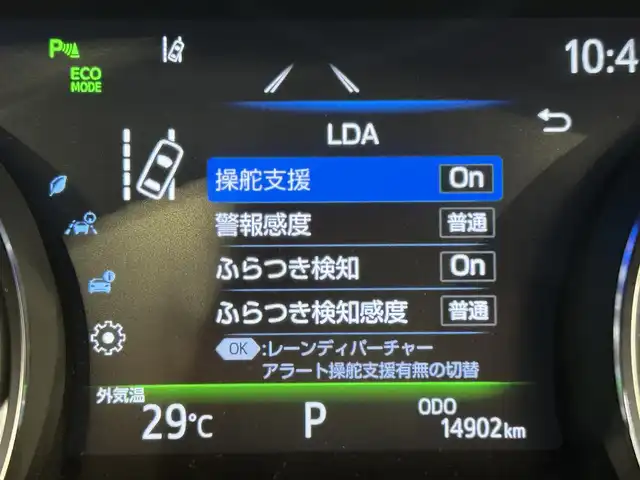 P
10:4
ECO
MODE
LDA
操舵支援 On
警報感度 普通
ふらつき検知 On
ふらつき検知感度 普通
OK :レーンディパーチャー
アラート操舵支援有無の切替
外気温
29℃
P
ODO
14902km